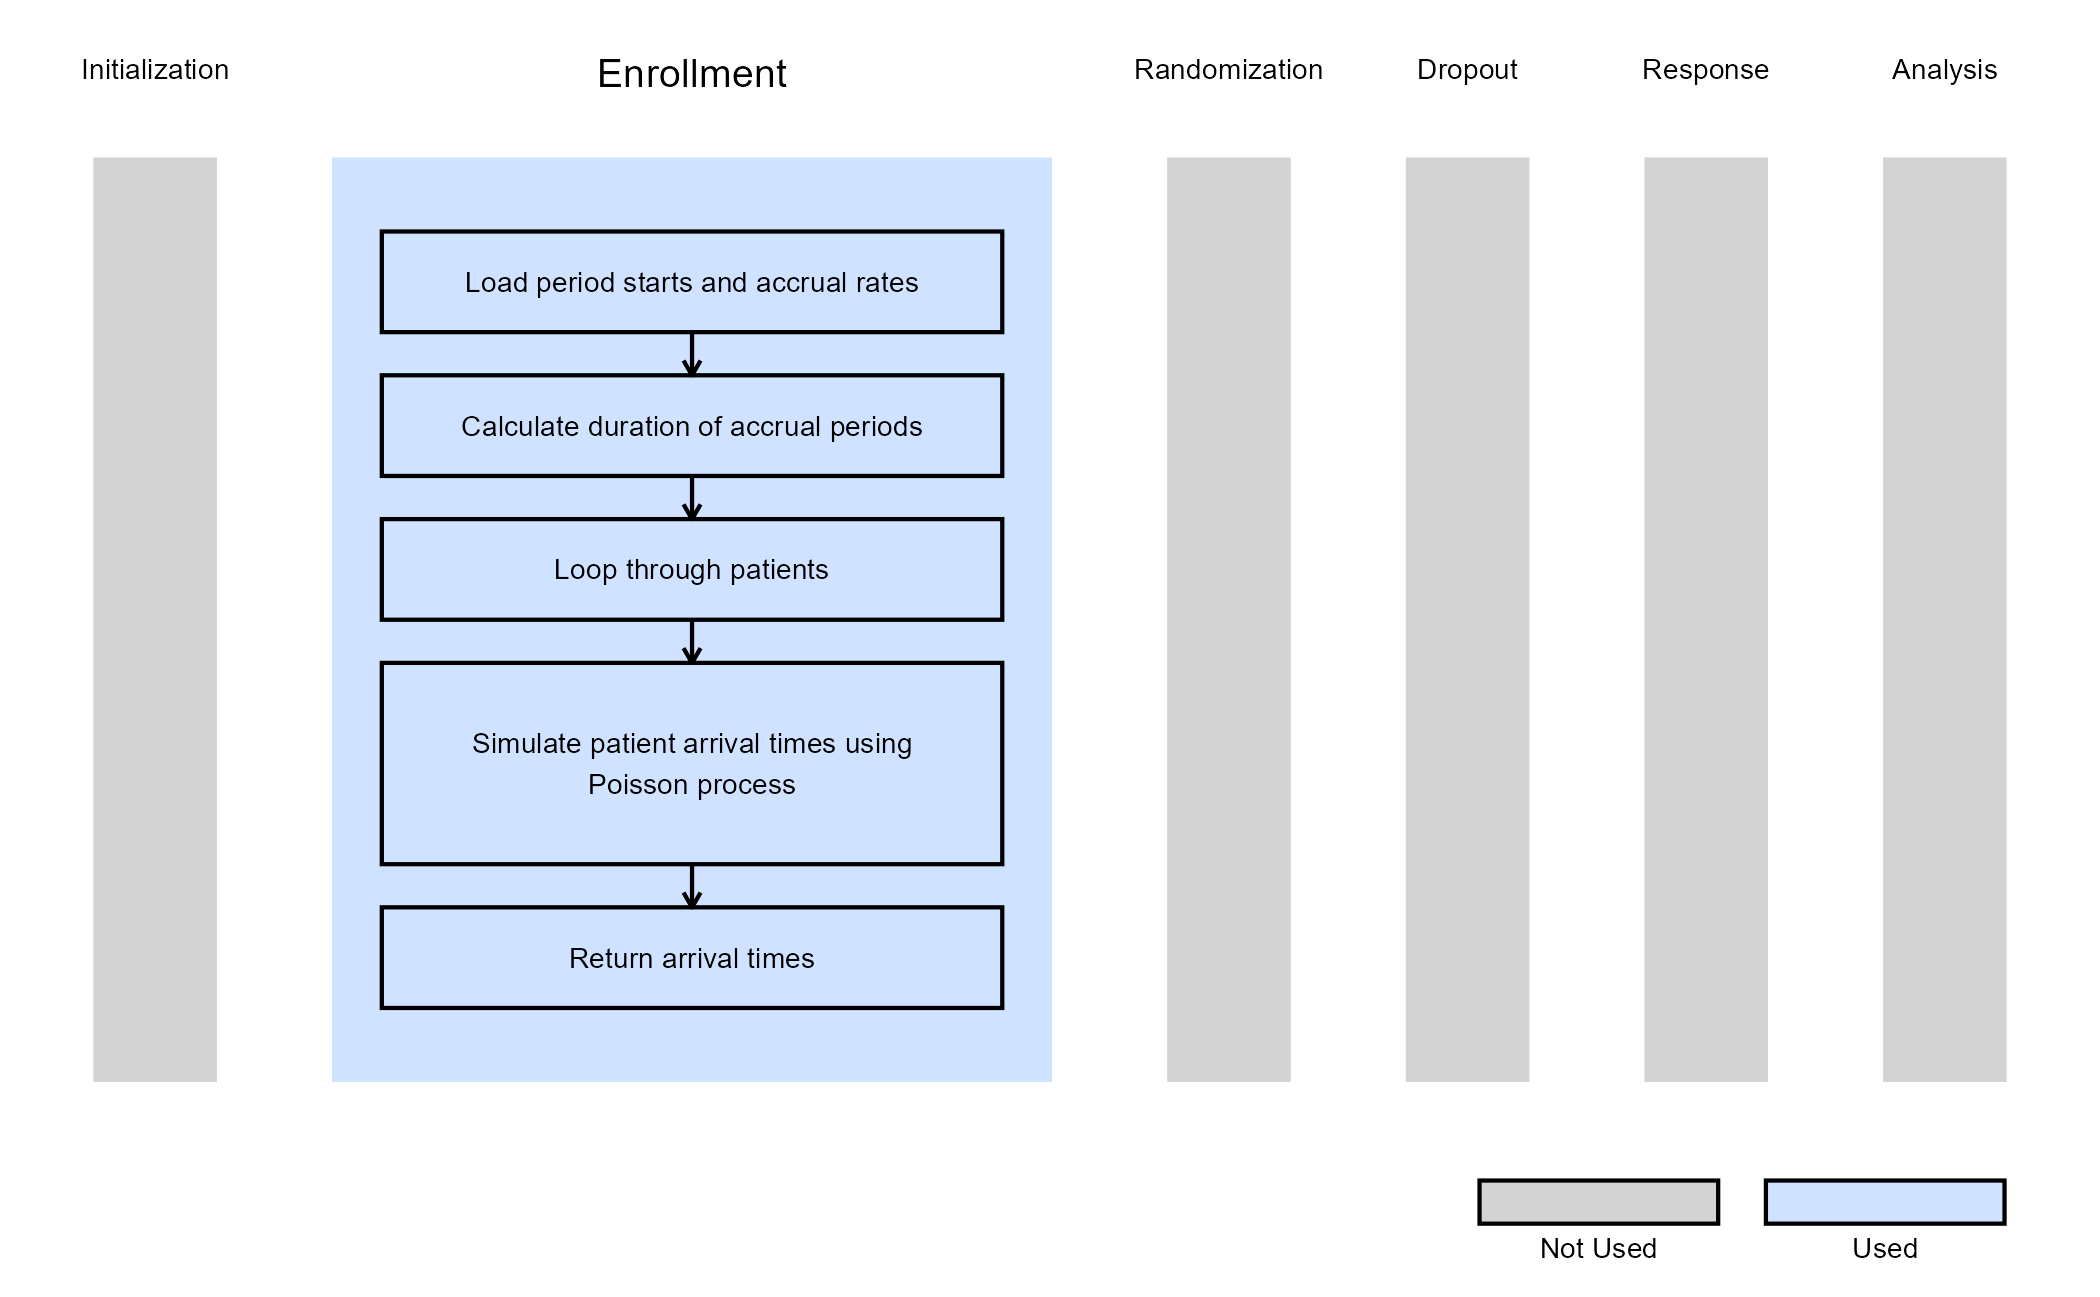 Initialization
Enrollment
Randomization
Dropout
Response
Analysis
Load period starts and accrual rates
Calculate duration of accrual periods
Loop through patients
Simulate patient arrival times using
Poisson process
Return arrival times
Not Used
Used